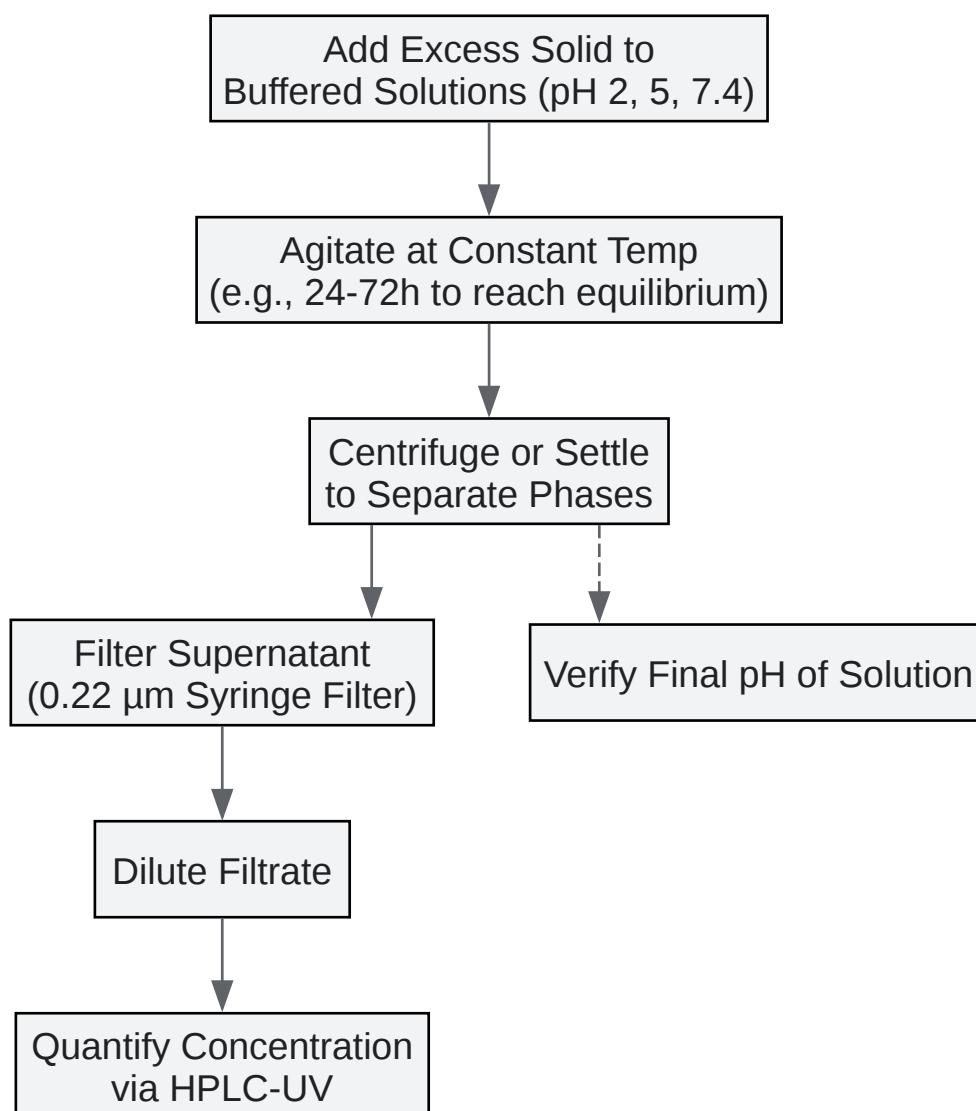 Add Excess Solid to
Buffered Solutions (pH 2, 5, 7.4)
Agitate at Constant Temp
(e.g., 24-72h to reach equilibrium)
Centrifuge or Settle
to Separate Phases
Filter Supernatant
(0.22 µm Syringe Filter)
Verify Final pH of Solution
Dilute Filtrate
Quantify Concentration
via HPLC-UV